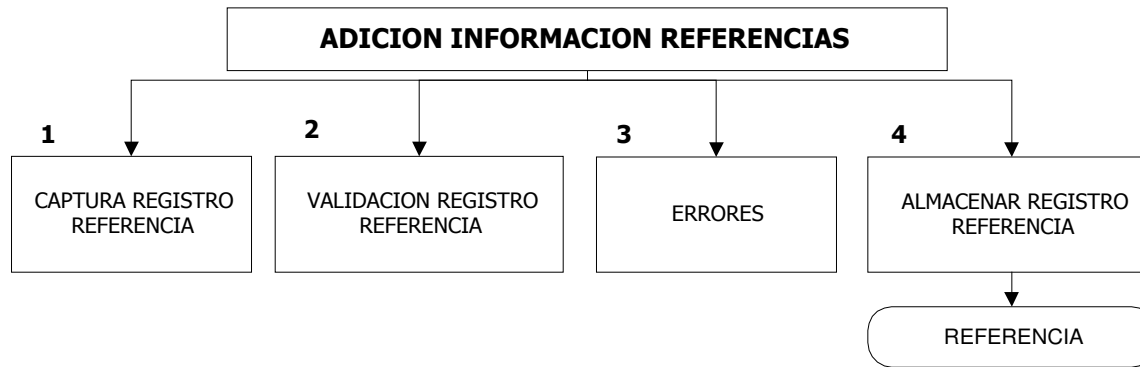 ADICION INFORMACION REFERENCIAS
1
2
3
4
CAPTURA REGISTRO
REFERENCIA
VALIDACION REGISTRO
REFERENCIA
ERRORES
ALMACENAR REGISTRO
REFERENCIA
REFERENCIA